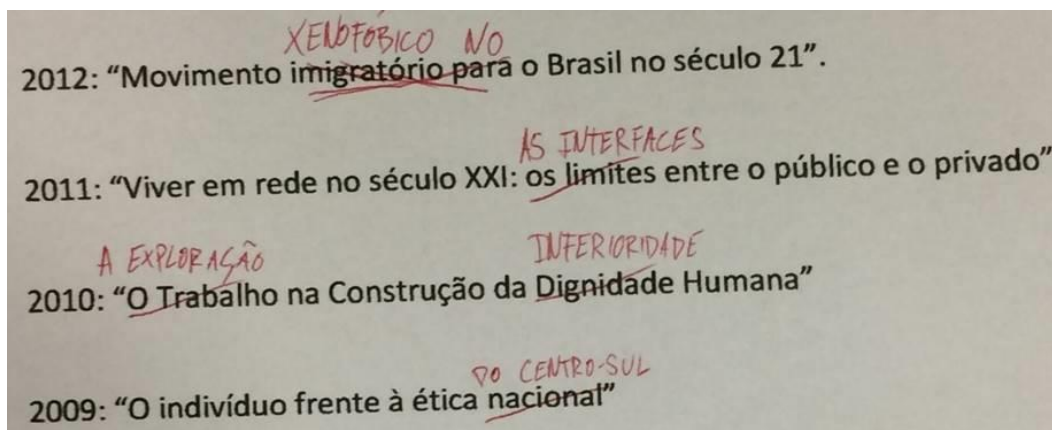 XENOFÓBICO NO
2012: “Movimento imigratório para o Brasil no século 21”.
AS INTERFACES
2011: “Viver em rede no século XXI: os limites entre o público e o privado”
A EXPLORAÇÃO INFERIORIDADE
2010: “O Trabalho na Construção da Dignidade Humana”
DO CENTRO-SUL
2009: “O indivíduo frente à ética nacional”